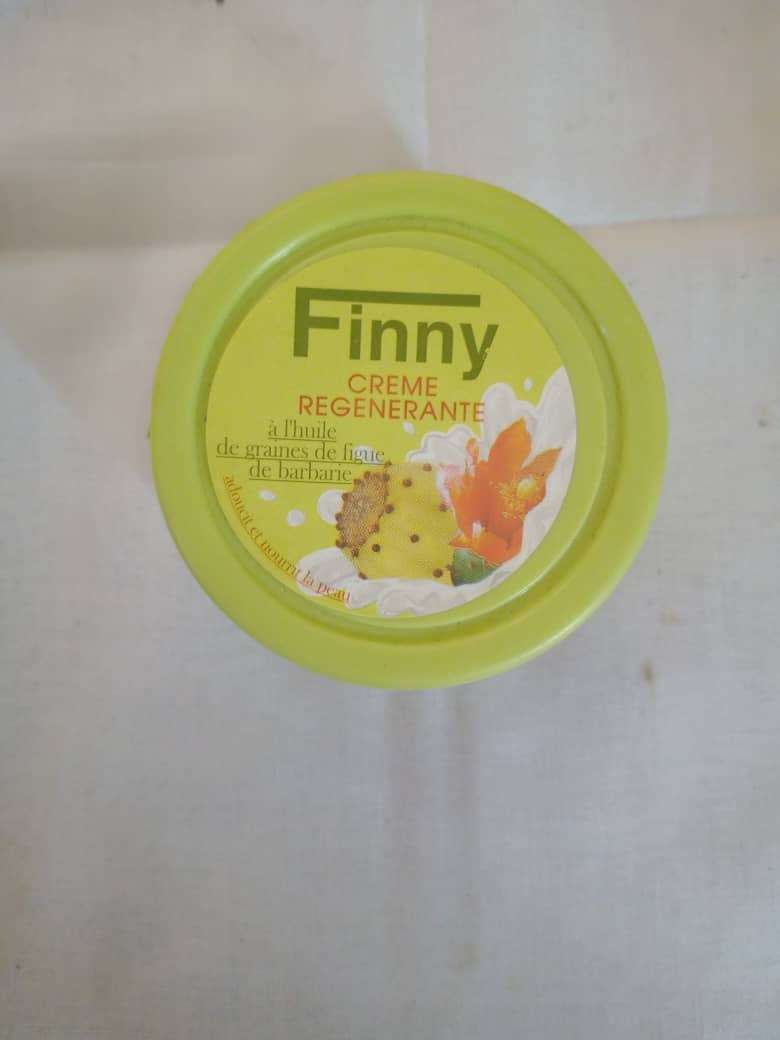 Finny
CREME
REGENERANTE
à l'huile
de graines de figue
de barbarie
adoucit et nourrit la peau